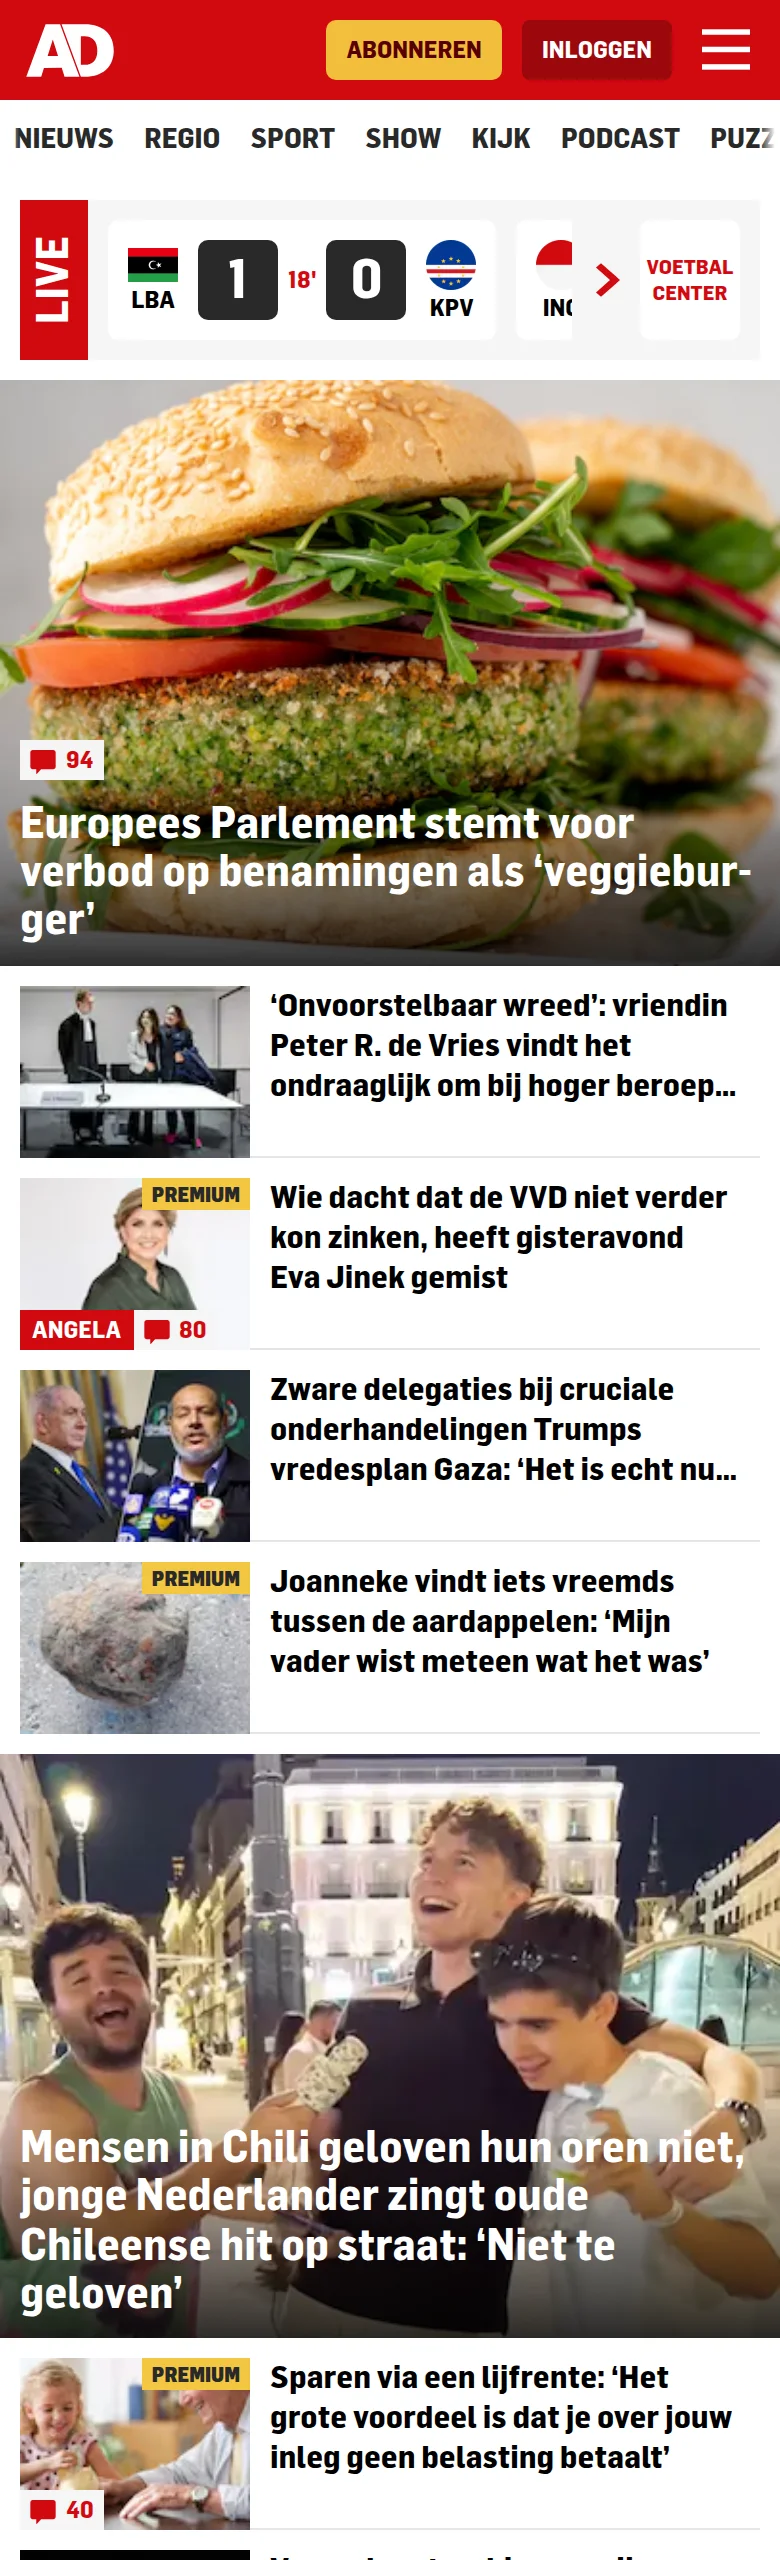 AD
ABONNEREN
INLOGGEN
NIEUWS REGIO SPORT SHOW KIJK PODCAST PUZZ
LIVE
LBA
1
18'
0
KPV
VOETBAL
CENTER
94
Europees Parlement stemt voor
verbod op benamingen als ‘veggiebur-
ger’
‘Onvoorstelbaar wreed’: vriendin
Peter R. de Vries vindt het
ondraaglijk om bij hoger beroep...
PREMIUM
ANGELA
80
Wie dacht dat de VVD niet verder
kon zinken, heeft gisteravond
Eva Jinek gemist
Zware delegaties bij cruciale
onderhandelingen Trumps
vredesplan Gaza: ‘Het is echt nu...
PREMIUM
Joanneke vindt iets vreemds
tussen de aardappelen: ‘Mijn
vader wist meteen wat het was’
Mensen in Chili geloven hun oren niet,
jonge Nederlander zingt oude
Chileense hit op straat: ‘Niet te
geloven’
PREMIUM
40
Sparen via een lijfrente: ‘Het
grote voordeel is dat je over jouw
inleg geen belasting betaalt’